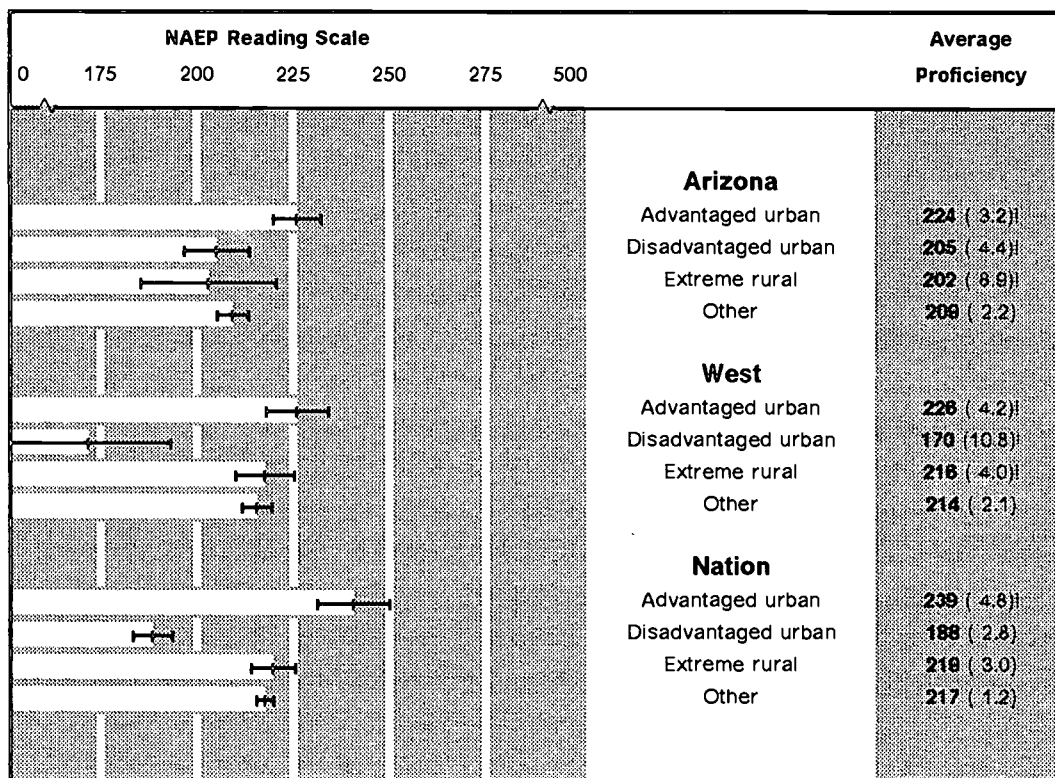 NAEP Reading Scale Average
0 175 200 225 250 275 500 Proficiency
Arizona
Advantaged urban 224 ( 3.2)!
Disadvantaged urban 205 ( 4.4)!
Extreme rural 202 ( 8.9)!
Other 209 ( 2.2)
West
Advantaged urban 226 ( 4.2)!
Disadvantaged urban 170 (10.8)!
Extreme rural 216 ( 4.0)!
Other 214 ( 2.1)
Nation
Advantaged urban 239 ( 4.8)!
Disadvantaged urban 188 ( 2.8)
Extreme rural 219 ( 3.0)
Other 217 ( 1.2)